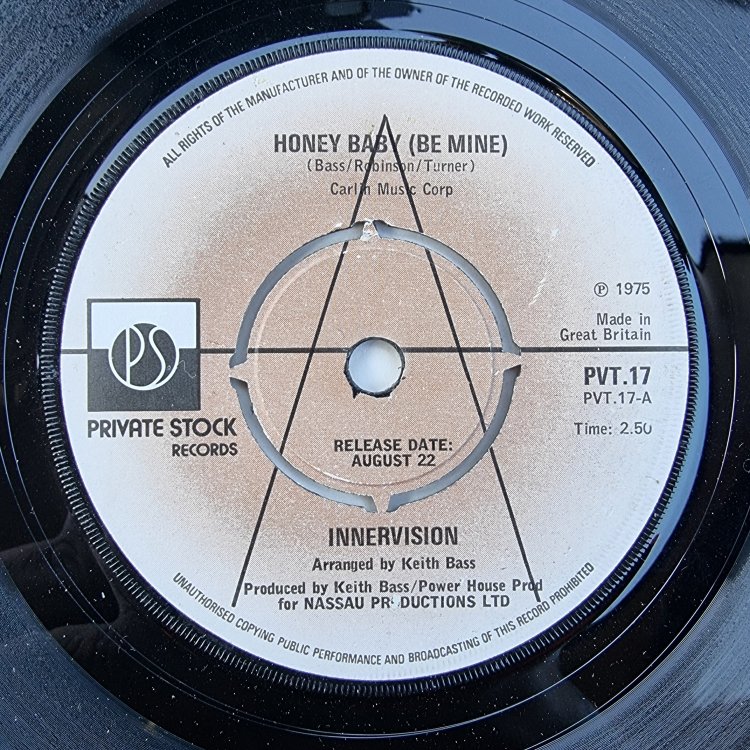 ALL RIGHTS OF THE MANUFACTURER AND OF THE OWNER OF THE RECORDED WORK RESERVED
HONEY BABY (BE MINE)
(Bass/Robinson/Turner)
Carlin Music Corp
A
℗ 1975
Made in
Great Britain
PS
PRIVATE STOCK
RECORDS
PVT.17
PVT.17-A
Time: 2.50
RELEASE DATE:
AUGUST 22
INNERVISION
Arranged by Keith Bass
Produced by Keith Bass/Power House Prod
for NASSAU PRODUCTIONS LTD
UNAUTHORISED COPYING PUBLIC PERFORMANCE AND BROADCASTING OF THIS RECORD PROHIBITED